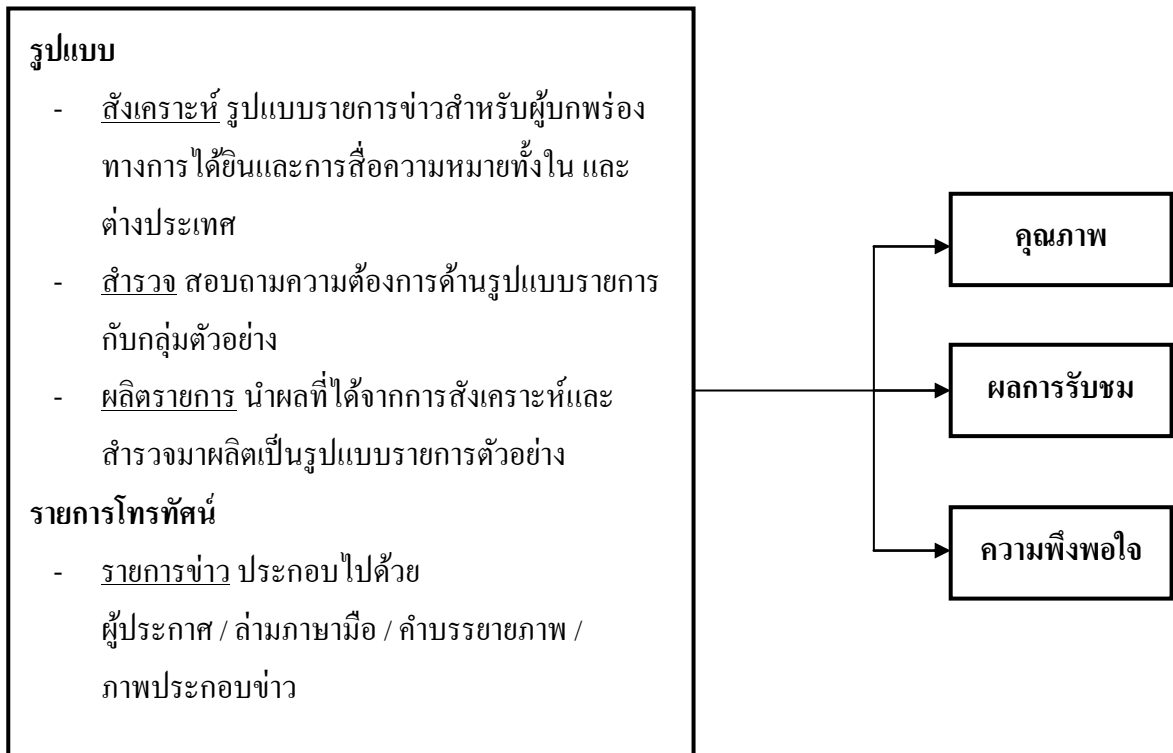 รูปแบบ
- สังเคราะห์ รูปแบบรายการข่าวสำหรับผู้บกพร่อง
ทางการได้ยินและการสื่อความหมายทั้งใน และ
ต่างประเทศ
- สำรวจ สอบถามความต้องการด้านรูปแบบรายการ
กับกลุ่มตัวอย่าง
- ผลิตรายการ นำผลที่ได้จากการสังเคราะห์และ
สำรวจมาผลิตเป็นรูปแบบรายการตัวอย่าง
รายการโทรทัศน์
- รายการข่าว ประกอบไปด้วย
ผู้ประกาศ / ล่ามภาษามือ / คำบรรยายภาพ /
ภาพประกอบข่าว
คุณภาพ
ผลการรับชม
ความพึงพอใจ